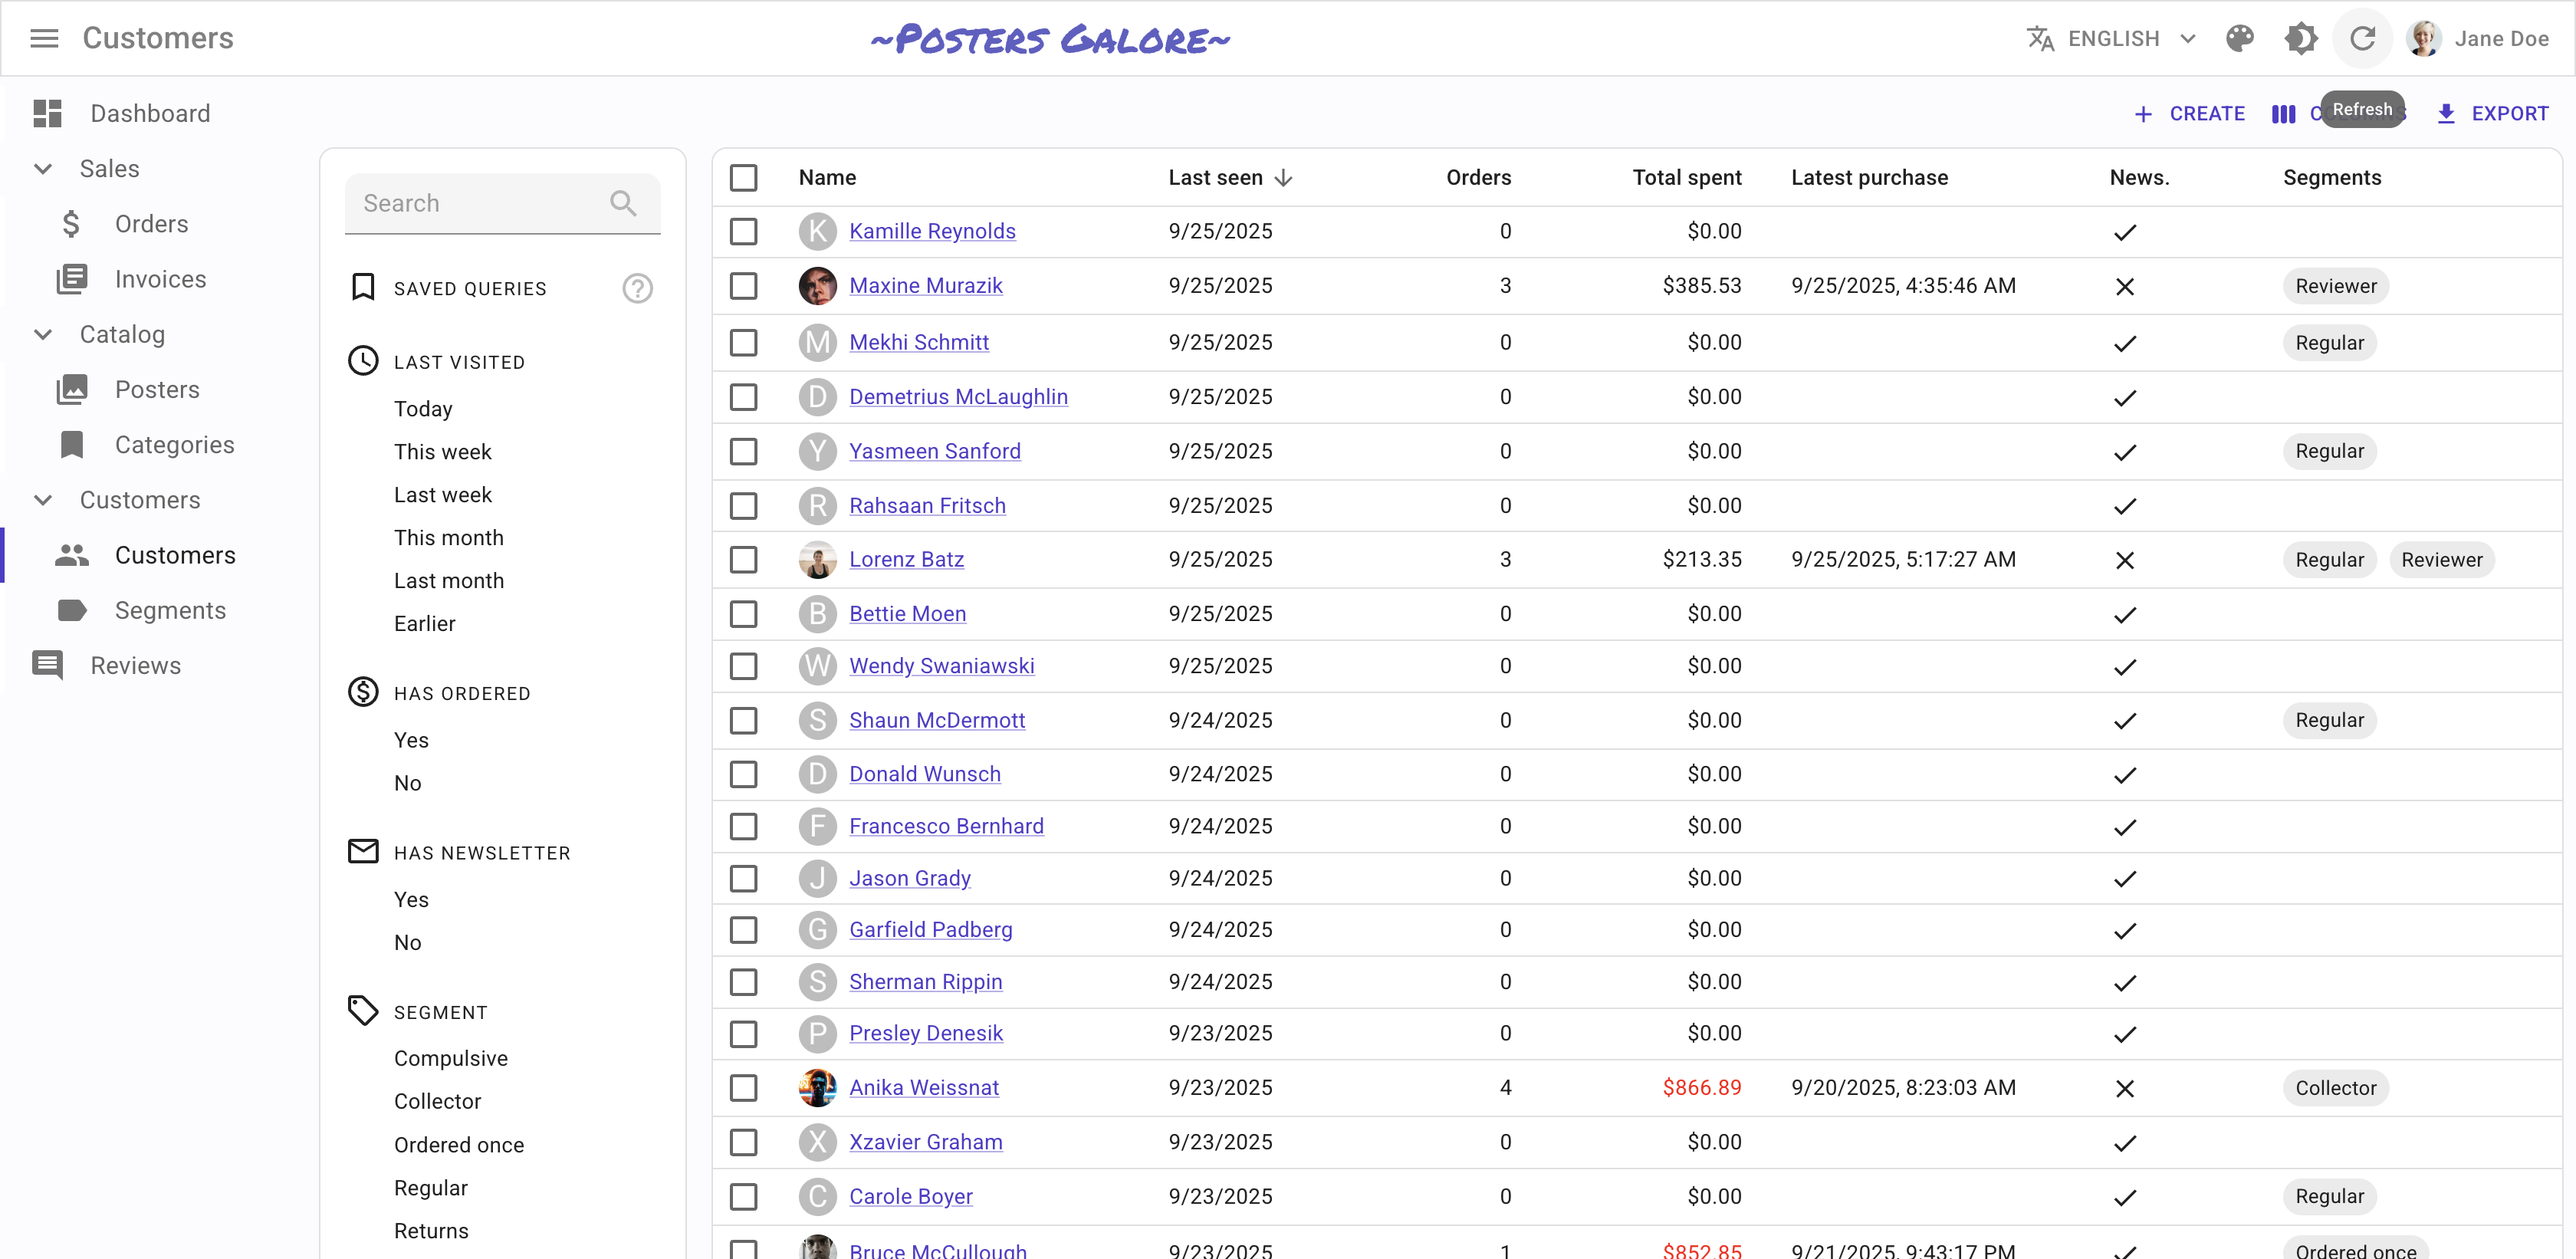 Customers
~Posters Galore~
ENGLISH
Jane Doe
Dashboard
Sales
Orders
Invoices
Catalog
Posters
Categories
Customers
Customers
Segments
Reviews
CREATE
Refresh
EXPORT
Search
SAVED QUERIES
LAST VISITED
Today
This week
Last week
This month
Last month
Earlier
HAS ORDERED
Yes
No
HAS NEWSLETTER
Yes
No
SEGMENT
Compulsive
Collector
Ordered once
Regular
Returns
Name Last seen Orders Total spent Latest purchase News. Segments
K Kamille Reynolds 9/25/2025 0 $0.00
Maxine Murazik 9/25/2025 3 $385.53 9/25/2025, 4:35:46 AM Reviewer
M Mekhi Schmitt 9/25/2025 0 $0.00 Regular
D Demetrius McLaughlin 9/25/2025 0 $0.00
Y Yasmeen Sanford 9/25/2025 0 $0.00 Regular
R Rahsaan Fritsch 9/25/2025 0 $0.00
Lorenz Batz 9/25/2025 3 $213.35 9/25/2025, 5:17:27 AM Regular Reviewer
B Bettie Moen 9/25/2025 0 $0.00
W Wendy Swaniawski 9/25/2025 0 $0.00
S Shaun McDermott 9/24/2025 0 $0.00 Regular
D Donald Wunsch 9/24/2025 0 $0.00
F Francesco Bernhard 9/24/2025 0 $0.00
J Jason Grady 9/24/2025 0 $0.00
G Garfield Padberg 9/24/2025 0 $0.00
S Sherman Rippin 9/24/2025 0 $0.00
P Presley Denesik 9/23/2025 0 $0.00
Anika Weissnat 9/23/2025 4 $866.89 9/20/2025, 8:23:03 AM Collector
X Xzavier Graham 9/23/2025 0 $0.00
C Carole Boyer 9/23/2025 0 $0.00 Regular
Bruce McCullough 9/23/2025 1 $852.85 9/21/2025, 9:43:17 PM Ordered once